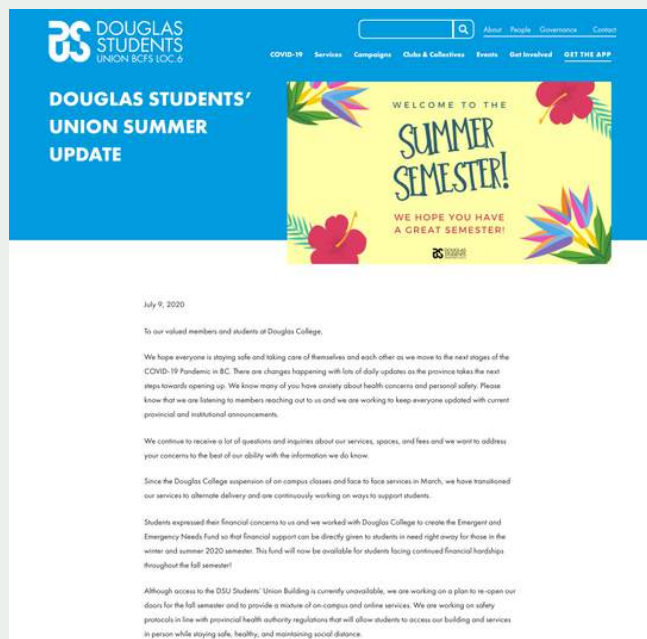 DOUGLAS
STUDENTS
UNION BCFS LOC.6
About People Governance Contact
COVID-19 Services Campaigns Clubs & Collectives Events Get Involved GET THE APP
DOUGLAS STUDENTS'
UNION SUMMER
UPDATE
WELCOME TO THE
SUMMER
SEMESTER!
WE HOPE YOU HAVE
A GREAT SEMESTER!
DOUGLAS
STUDENTS
July 9, 2020
To our valued members and students at Douglas College,
We hope everyone is staying safe and taking care of themselves and each other as we move to the next stages of the
COVID-19 Pandemic in BC. There are changes happening with lots of daily updates as the province takes the next
steps towards opening up. We know many of you have anxiety about health concerns and personal safety. Please
know that we are listening to members reaching out to us and we are working to keep everyone updated with current
provincial and institutional announcements.
We continue to receive a lot of questions and inquiries about our services, spaces, and fees and we want to address
your concerns to the best of our ability with the information we do know.
Since the Douglas College suspension of on campus classes and face to face services in March, we have transitioned
our services to alternate delivery and are continuously working on ways to support students.
Students expressed their financial concerns to us and we worked with Douglas College to create the Emergent and
Emergency Needs Fund so that financial support can be directly given to students in need right away for those in the
winter and summer 2020 semester. This fund will now be available for students facing continued financial hardships
throughout the fall semester!
Although access to the DSU Students' Union Building is currently unavailable, we are working on a plan to re-open our
doors for the fall semester and to provide a mixture of on-campus and online services. We are working on safety
protocols in line with provincial health authority regulations that will allow students to access our building and services
in person while staying safe, healthy, and maintaining social distance.